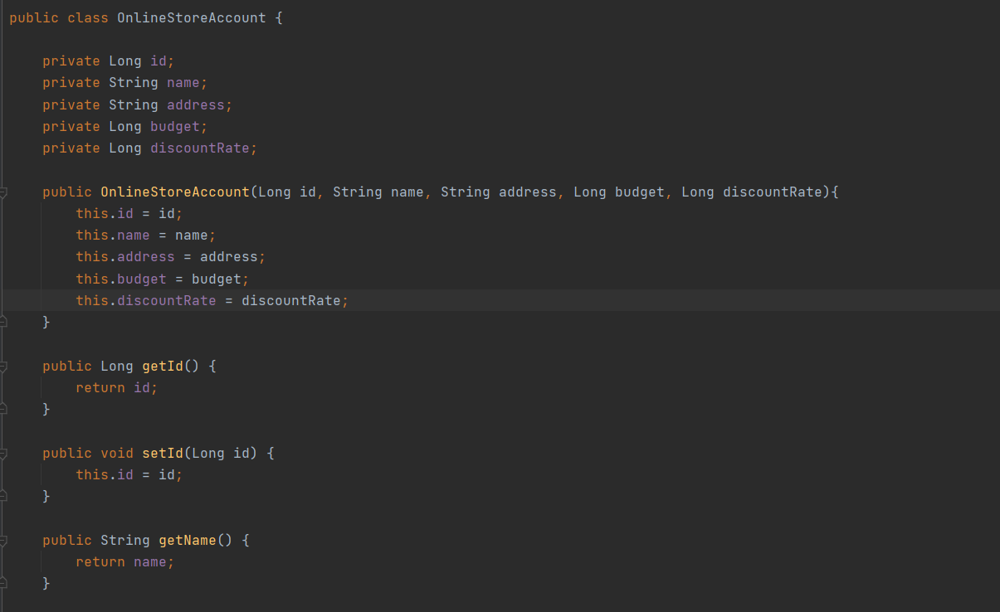 public class OnlineStoreAccount {
private Long id;
private String name;
private String address;
private Long budget;
private Long discountRate;
public OnlineStoreAccount(Long id, String name, String address, Long budget, Long discountRate){
this.id = id;
this.name = name;
this.address = address;
this.budget = budget;
this.discountRate = discountRate;
}
public Long getId() {
return id;
}
public void setId(Long id) {
this.id = id;
}
public String getName() {
return name;
}